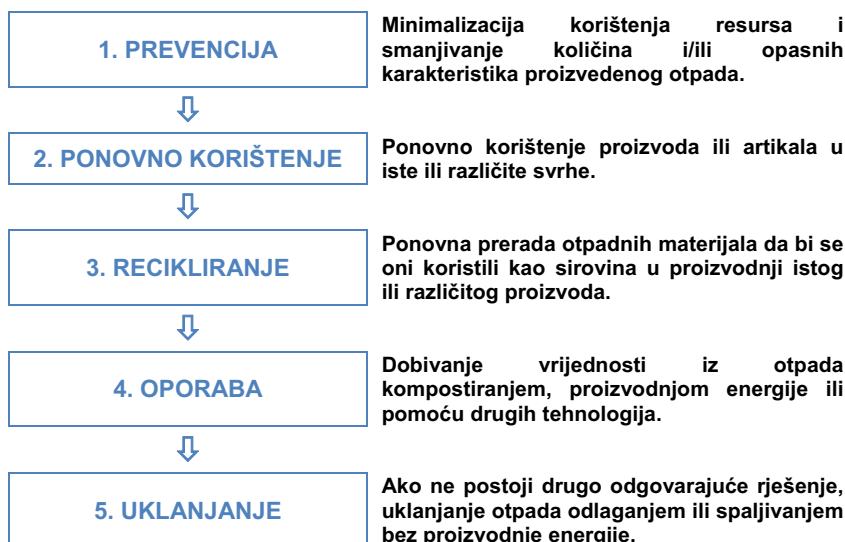 1. PREVENCIJA
Minimalizacija korištenja resursa i
smanjivanje količina i/ili opasnih
karakteristika proizvedenog otpada.
2. PONOVNO KORIŠTENJE
Ponovno korištenje proizvoda ili artikala u
iste ili različite svrhe.
3. RECIKLIRANJE
Ponovna prerada otpadnih materijala da bi se
oni koristili kao sirovina u proizvodnji istog
ili različitog proizvoda.
4. OPORABA
Dobivanje vrijednosti iz otpada
kompostiranjem, proizvodnjom energije ili
pomoću drugih tehnologija.
5. UKLANJANJE
Ako ne postoji drugo odgovarajuće rješenje,
uklanjanje otpada odlaganjem ili spaljivanjem
bez proizvodnje energije.